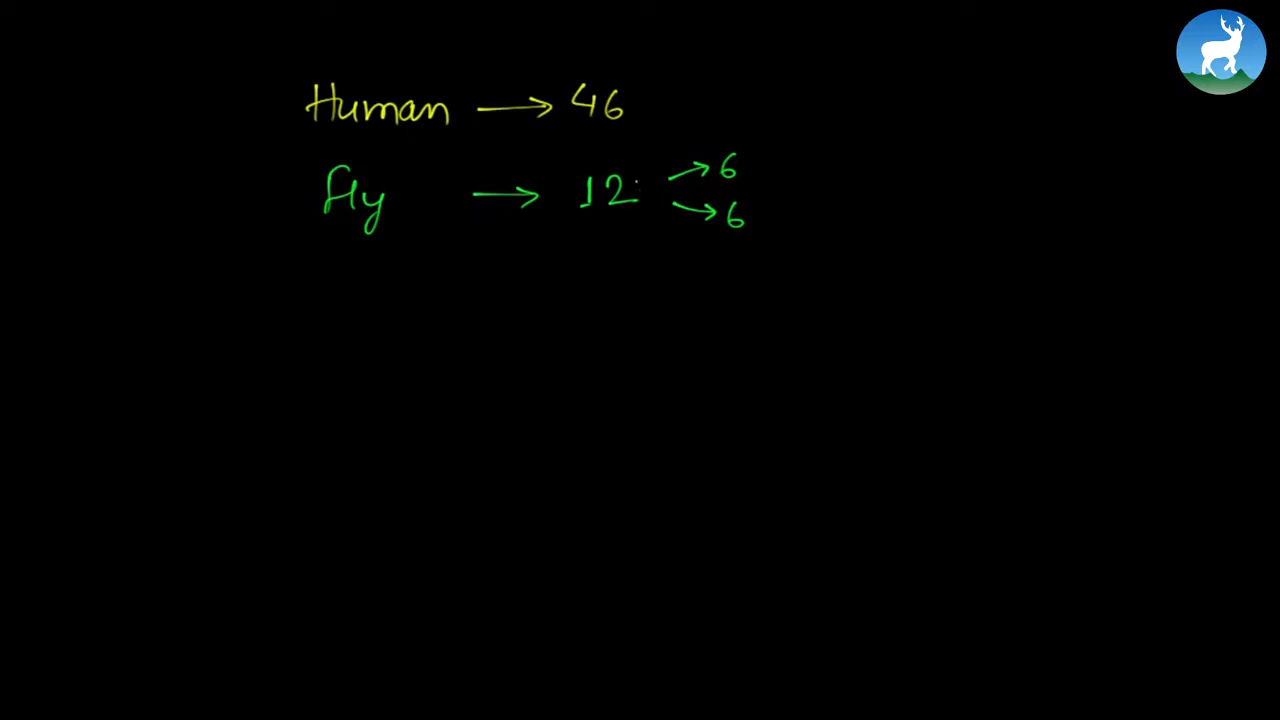 Human → 46
fly → 12 → 6
→ 6